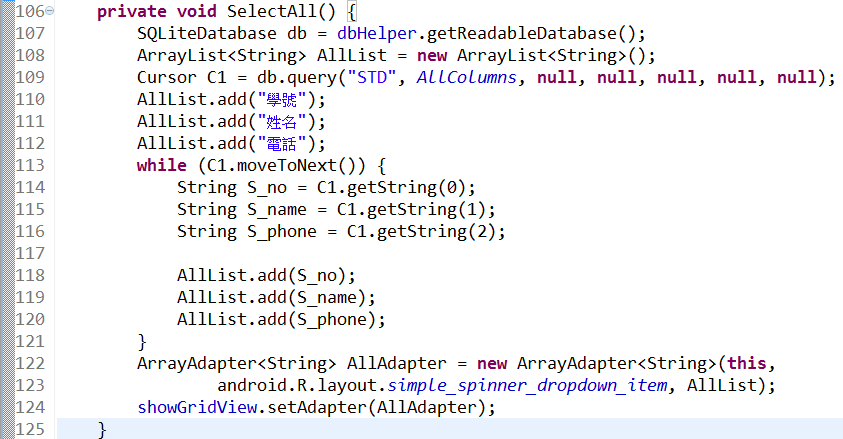 106 private void SelectAll() {
107 SQLiteDatabase db = dbHelper.getReadableDatabase();
108 ArrayList<String> AllList = new ArrayList<String>();
109 Cursor C1 = db.query("STD", AllColumns, null, null, null, null, null);
110 AllList.add("學號");
111 AllList.add("姓名");
112 AllList.add("電話");
113 while (C1.moveToNext()) {
114 String S_no = C1.getString(0);
115 String S_name = C1.getString(1);
116 String S_phone = C1.getString(2);
117
118 AllList.add(S_no);
119 AllList.add(S_name);
120 AllList.add(S_phone);
121 }
122 ArrayAdapter<String> AllAdapter = new ArrayAdapter<String>(this,
123 android.R.layout.simple_spinner_dropdown_item, AllList);
124 showGridView.setAdapter(AllAdapter);
125 }